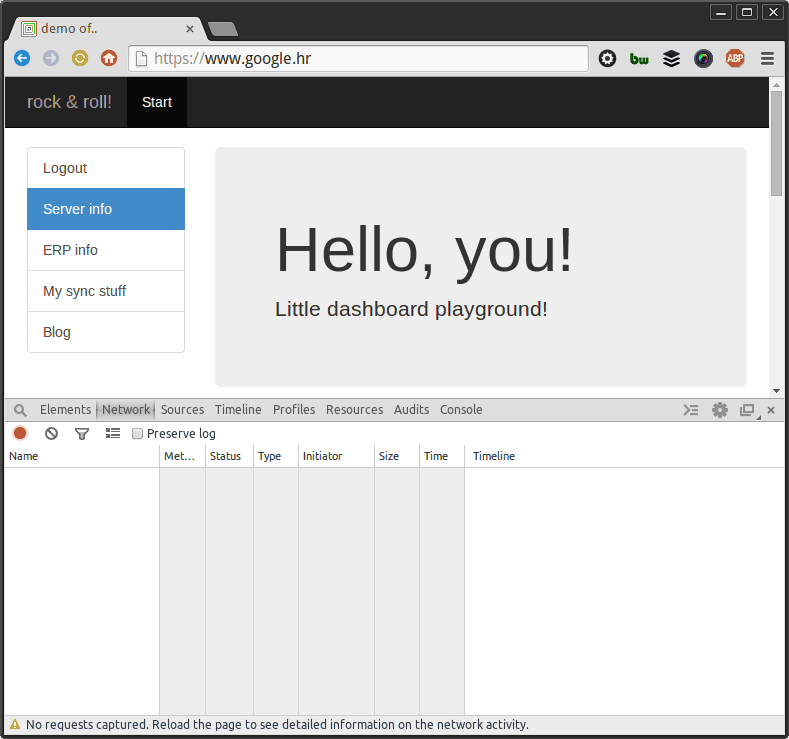 demo of..
https://www.google.hr
bw
ABP
rock & roll!
Start
Logout
Server info
ERP info
My sync stuff
Blog
Hello, you!
Little dashboard playground!
Elements Network Sources Timeline Profiles Resources Audits Console
Preserve log
Name Met... Status Type Initiator Size Time Timeline
No requests captured. Reload the page to see detailed information on the network activity.